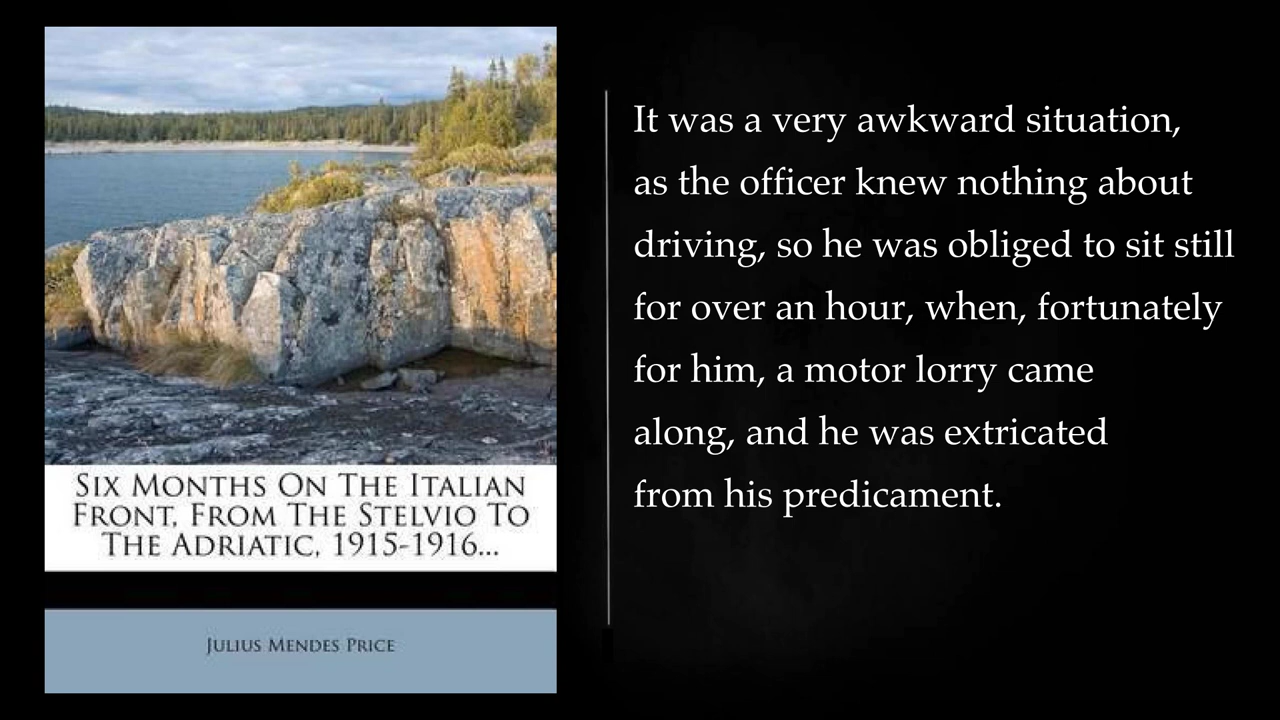 Six Months On The Italian
Front, From The Stelvio To
The Adriatic, 1915-1916...
Julius Mendes Price
It was a very awkward situation,
as the officer knew nothing about
driving, so he was obliged to sit still
for over an hour, when, fortunately
for him, a motor lorry came
along, and he was extricated
from his predicament.